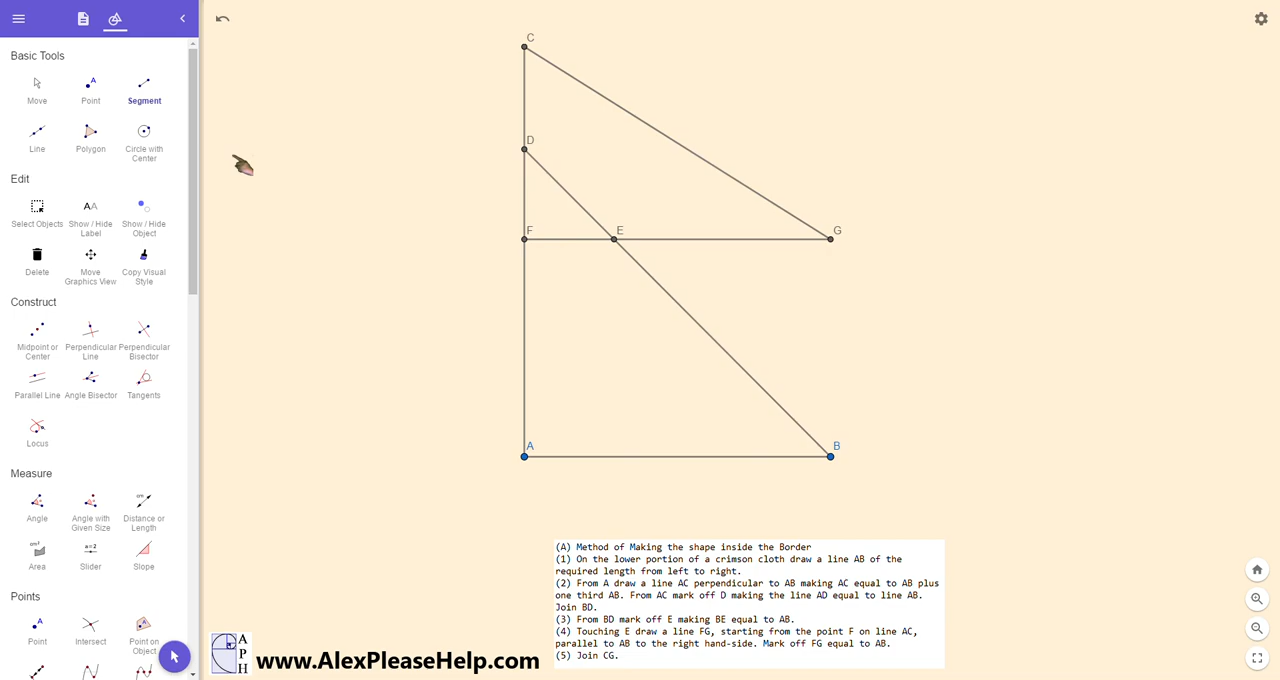 Basic Tools
Move
Point
Segment
Line
Polygon
Circle with
Center
Edit
Select Objects
Show / Hide
Label
Show / Hide
Object
Delete
Move
Graphics View
Copy Visual
Style
Construct
Midpoint or
Center
Perpendicular
Line
Perpendicular
Bisector
Parallel Line
Angle Bisector
Tangents
Locus
Measure
Angle
Angle with
Given Size
Distance or
Length
Area
Slider
Slope
Points
Point
Intersect
Point on
Object
C
D
F
E
G
A
B
(A) Method of Making the shape inside the Border
(1) On the lower portion of a crimson cloth draw a line AB of the
required length from left to right.
(2) From A draw a line AC perpendicular to AB making AC equal to AB plus
one third AB. From AC mark off D making the line AD equal to line AB.
Join BD.
(3) From BD mark off E making BE equal to AB.
(4) Touching E draw a line FG, starting from the point F on line AC,
parallel to AB to the right hand-side. Mark off FG equal to AB.
(5) Join CG.
A
P
H
www.AlexPleaseHelp.com